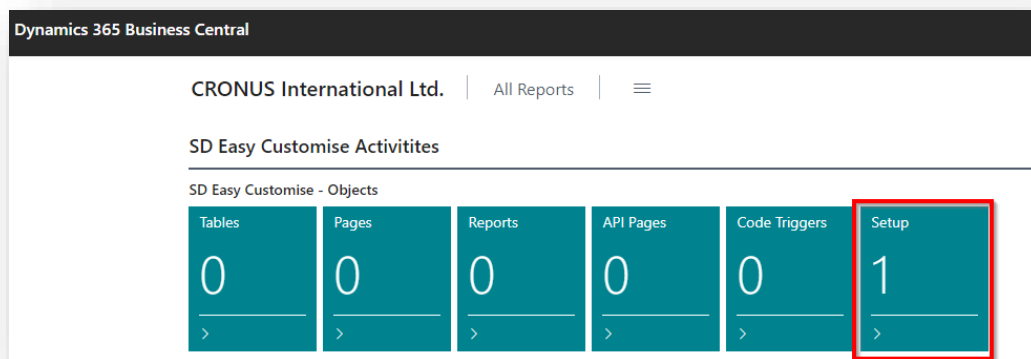 Dynamics 365 Business Central
CRONUS International Ltd. All Reports
SD Easy Customise Activitites
SD Easy Customise - Objects
Tables Pages Reports API Pages Code Triggers Setup
0 0 0 0 0 1